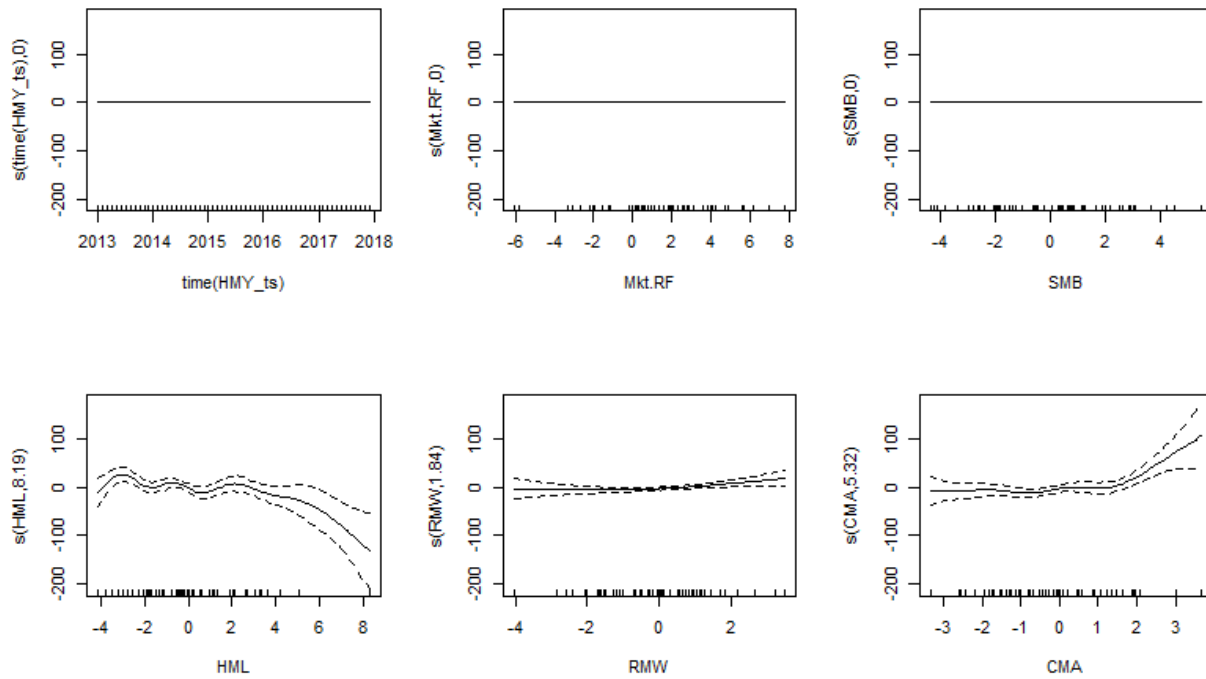 s(time(HMY_ts),0)
100
0
-100
-200
2013 2014 2015 2016 2017 2018
time(HMY_ts)
s(Mkt.RF,0)
100
0
-100
-200
-6 -4 -2 0 2 4 6 8
Mkt.RF
s(SMB,0)
100
0
-100
-200
-4 -2 0 2 4
SMB
s(HML,8.19)
100
0
-100
-200
-4 -2 0 2 4 6 8
HML
s(RMW,1.84)
100
0
-100
-200
-4 -2 0 2
RMW
s(CMA,5.32)
100
0
-100
-200
-3 -2 -1 0 1 2 3
CMA